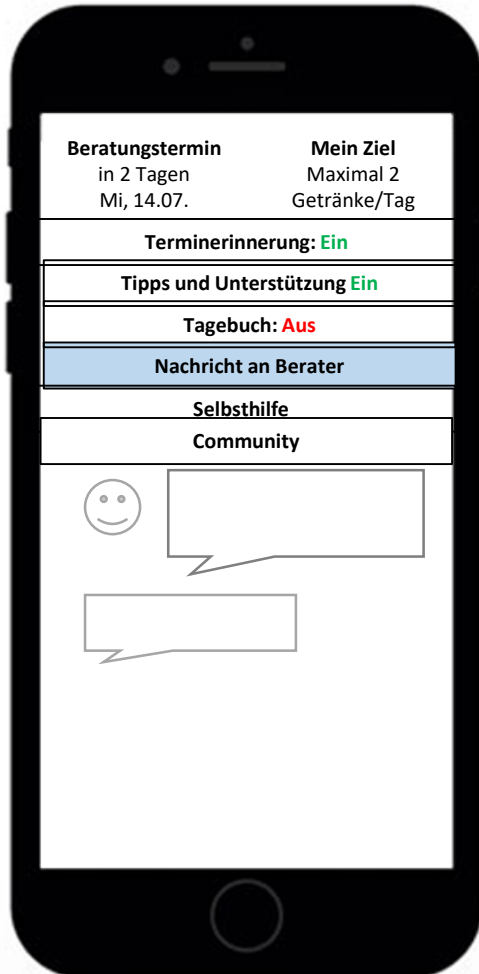 Beratungstermin
in 2 Tagen
Mi, 14.07.
Mein Ziel
Maximal 2
Getränke/Tag
Terminerinnerung: Ein
Tipps und Unterstützung Ein
Tagebuch: Aus
Nachricht an Berater
Selbsthilfe
Community